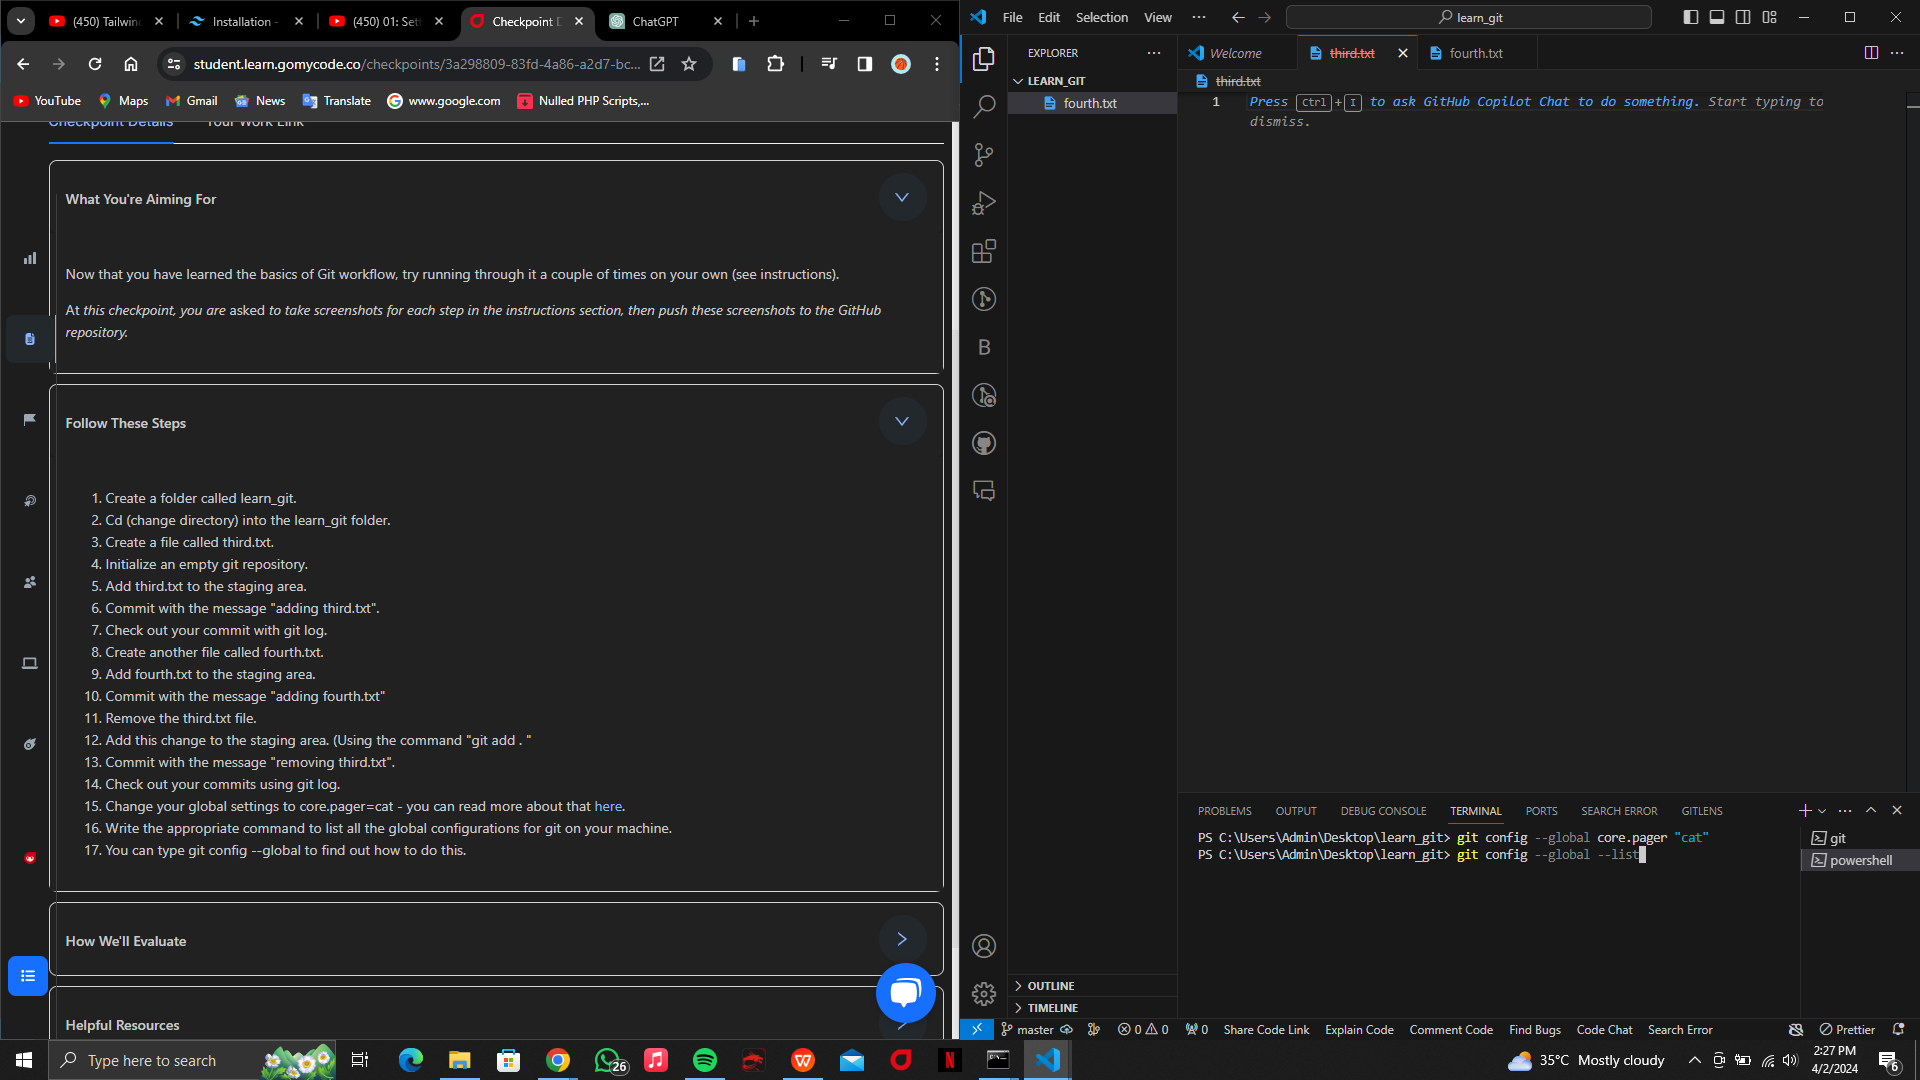 (450) Tailwin
Installation -
(450) 01: Set
Checkpoint D
ChatGPT
student.learn.gomycode.co/checkpoints/3a298809-83fd-4a86-a2d7-bc...
YouTube
Maps
Gmail
News
Translate
www.google.com
Nulled PHP Scripts,...
Checkpoint Details
Your Work Link
What You're Aiming For
Now that you have learned the basics of Git workflow, try running through it a couple of times on your own (see instructions).
At this checkpoint, you are asked to take screenshots for each step in the instructions section, then push these screenshots to the GitHub
repository.
Follow These Steps
1. Create a folder called learn_git.
2. Cd (change directory) into the learn_git folder.
3. Create a file called third.txt.
4. Initialize an empty git repository.
5. Add third.txt to the staging area.
6. Commit with the message "adding third.txt".
7. Check out your commit with git log.
8. Create another file called fourth.txt.
9. Add fourth.txt to the staging area.
10. Commit with the message "adding fourth.txt"
11. Remove the third.txt file.
12. Add this change to the staging area. (Using the command "git add . "
13. Commit with the message "removing third.txt".
14. Check out your commits using git log.
15. Change your global settings to core.pager=cat - you can read more about that here.
16. Write the appropriate command to list all the global configurations for git on your machine.
17. You can type git config --global to find out how to do this.
How We'll Evaluate
Helpful Resources
File Edit Selection View ...
learn_git
EXPLORER
LEARN_GIT
fourth.txt
Welcome
third.txt
fourth.txt
third.txt
1 Press Ctrl+I to ask GitHub Copilot Chat to do something. Start typing to
dismiss.
PROBLEMS OUTPUT DEBUG CONSOLE TERMINAL PORTS SEARCH ERROR GITLENS
PS C:\Users\Admin\Desktop\learn_git> git config --global core.pager "cat"
PS C:\Users\Admin\Desktop\learn_git> git config --global --list
git
powershell
OUTLINE
TIMELINE
master
0 0
0
Share Code Link Explain Code Comment Code Find Bugs Code Chat Search Error
Prettier
Type here to search
26
35°C Mostly cloudy
2:27 PM
4/2/2024
6